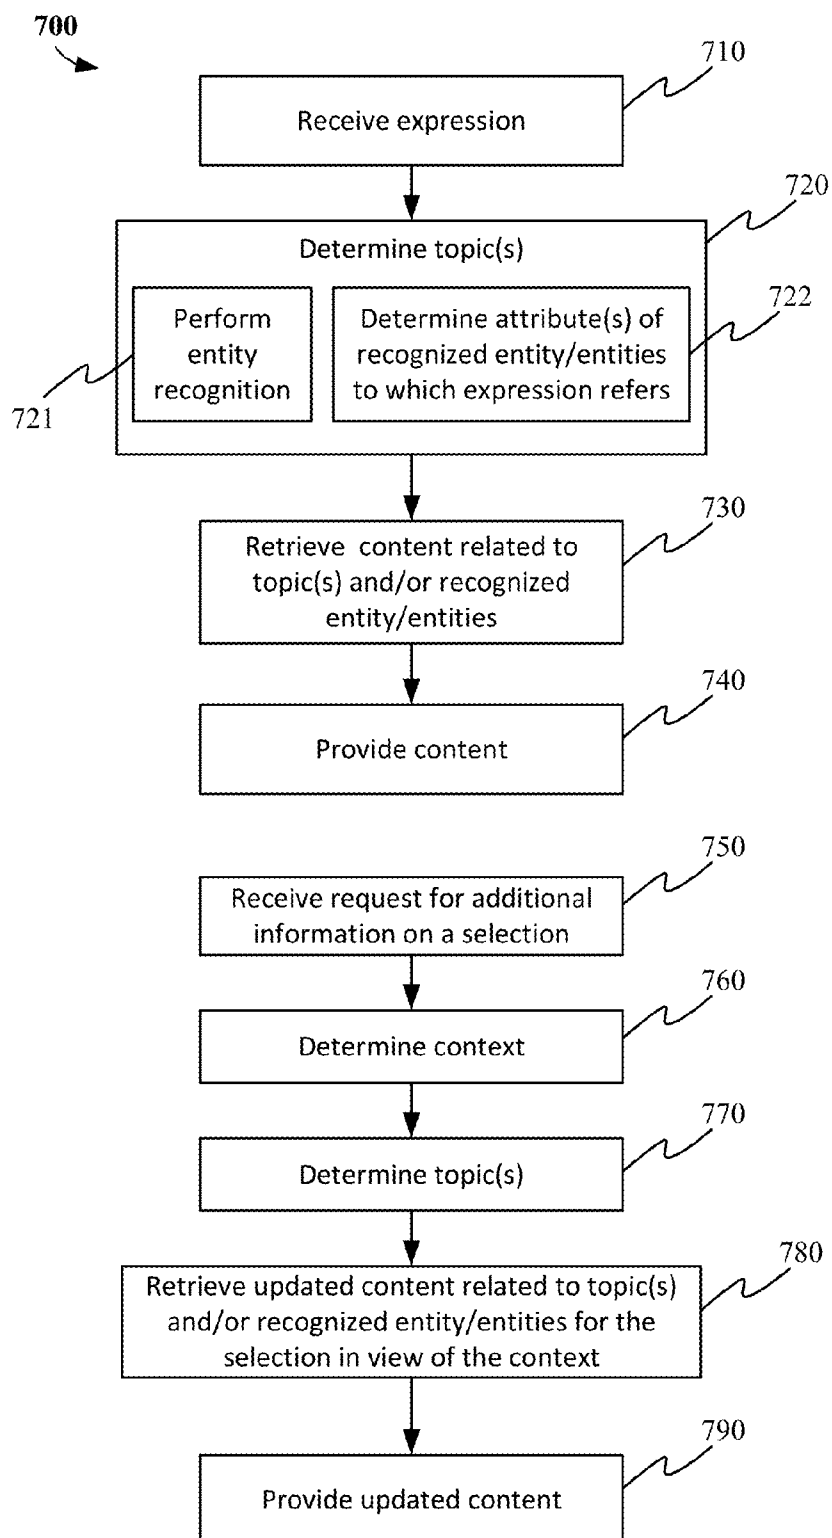 700
710
Receive expression
720
Determine topic(s)
Perform
entity
recognition
721
Determine attribute(s) of
recognized entity/entities
to which expression refers
722
730
Retrieve content related to
topic(s) and/or recognized
entity/entities
740
Provide content
750
Receive request for additional
information on a selection
760
Determine context
770
Determine topic(s)
780
Retrieve updated content related to topic(s)
and/or recognized entity/entities for the
selection in view of the context
790
Provide updated content